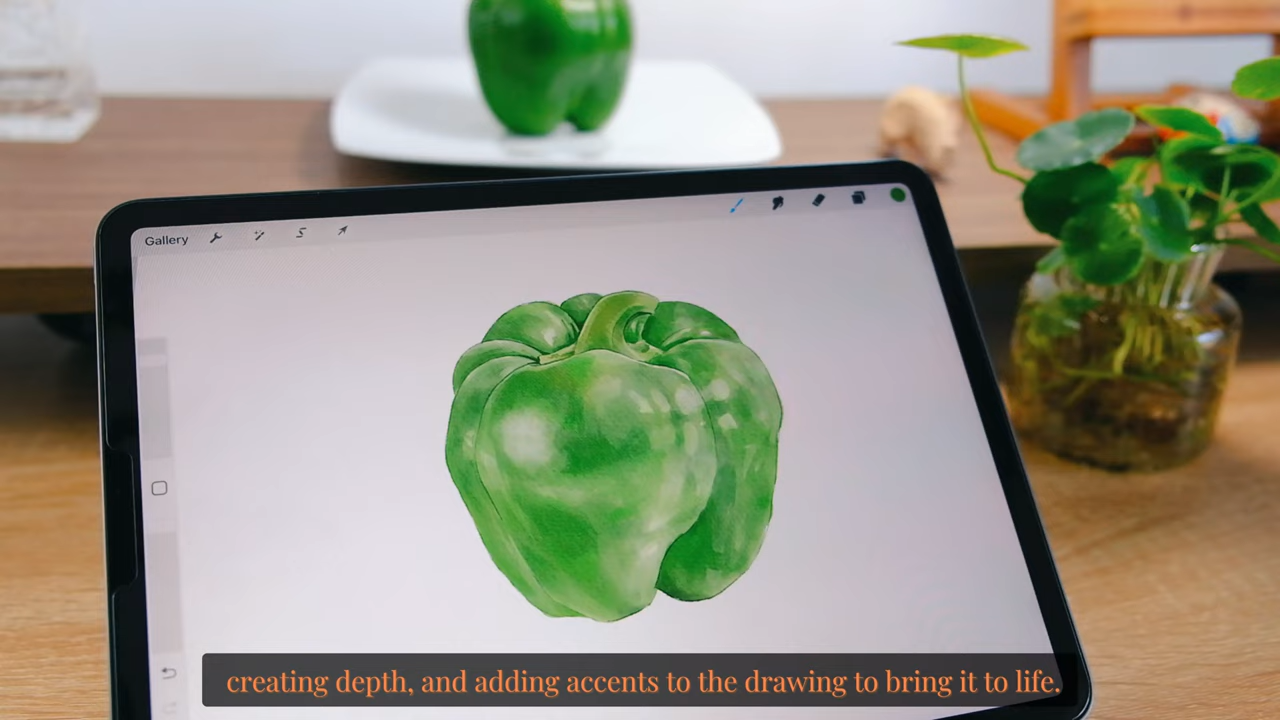 Gallery
creating depth, and adding accents to the drawing to bring it to life.